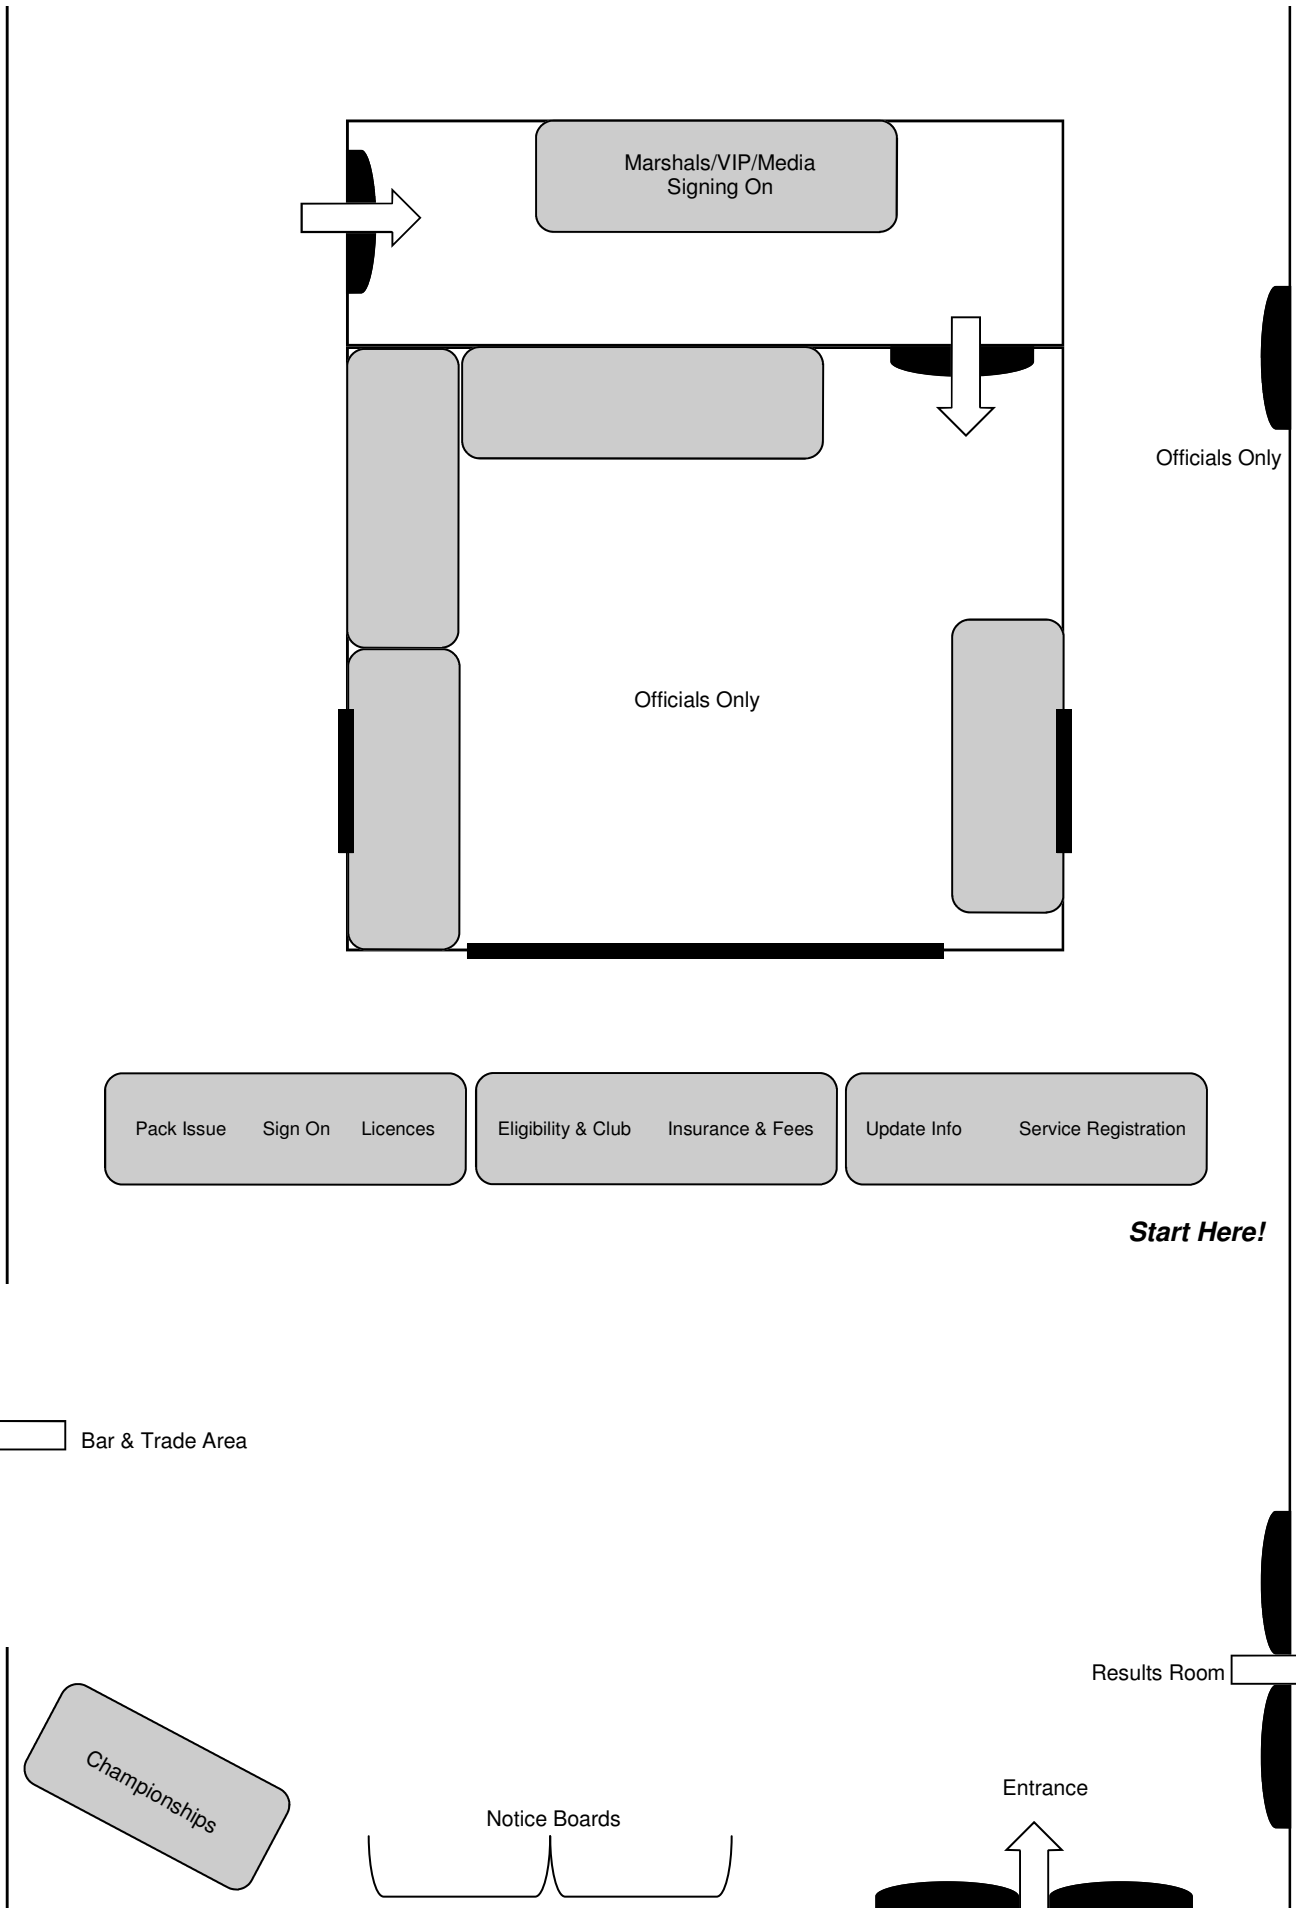 Marshals/VIP/Media
Signing On
Officials Only
Officials Only
Pack Issue Sign On Licences Eligibility & Club Insurance & Fees Update Info Service Registration
Start Here!
Bar & Trade Area
Results Room
Championships
Entrance
Notice Boards